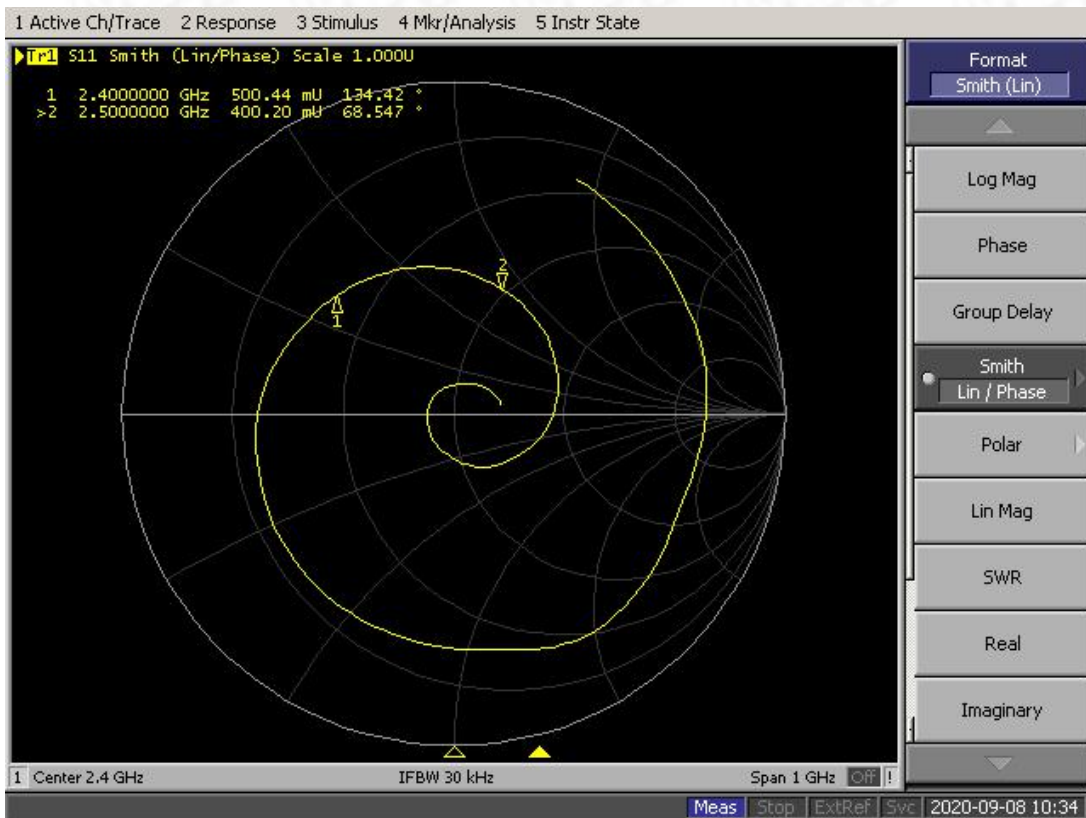 1 Active Ch/Trace 2 Response 3 Stimulus 4 Mkr/Analysis 5 Instr State
Tr1 S11 Smith (Lin/Phase) Scale 1.000U
1 2.4000000 GHz 500.44 mU 134.42 °
>2 2.5000000 GHz 400.20 mU 68.547 °
2
1
Format
Smith (Lin)
Log Mag
Phase
Group Delay
Smith
Lin / Phase
Polar
Lin Mag
SWR
Real
Imaginary
1 Center 2.4 GHz IFBW 30 kHz Span 1 GHz Off !
Meas Stop ExtRef Svc 2020-09-08 10:34